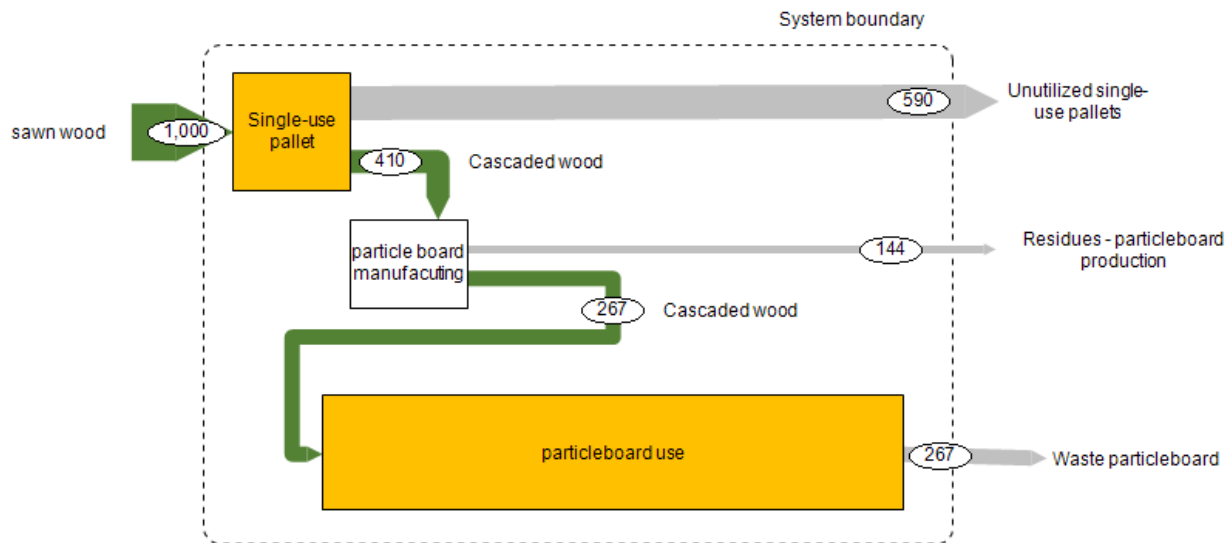 System boundary
sawn wood
1,000
Single-use
pallet
590
Unutilized single-
use pallets
410
Cascaded wood
particle board
manufacuting
144
Residues - particleboard
production
267
Cascaded wood
particleboard use
267
Waste particleboard